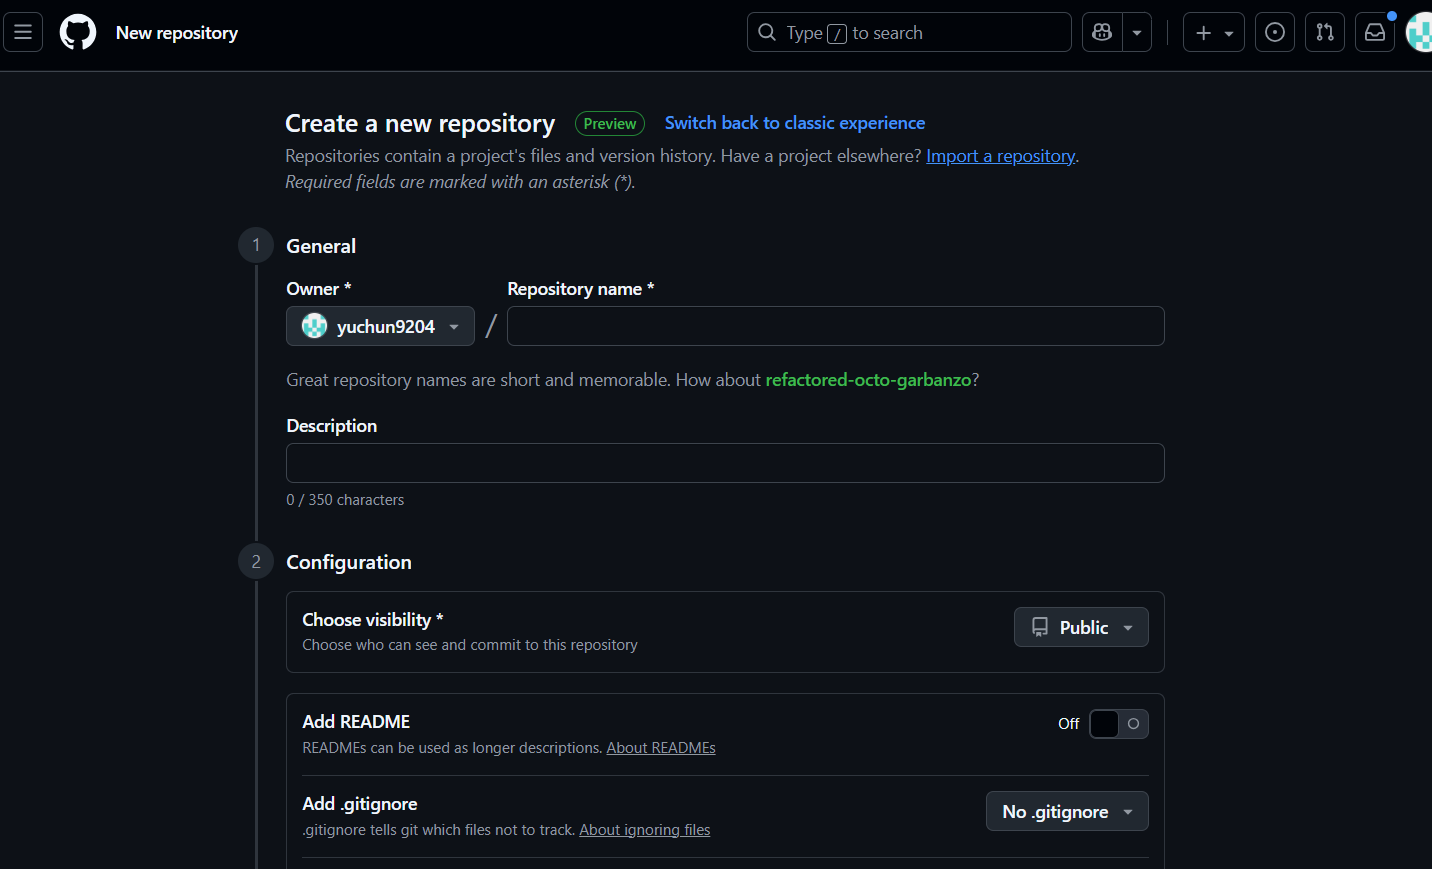 New repository
Type / to search
Create a new repository Preview Switch back to classic experience
Repositories contain a project's files and version history. Have a project elsewhere? Import a repository.
Required fields are marked with an asterisk (*).
1 General
Owner * Repository name *
yuchun9204 /
Great repository names are short and memorable. How about refactored-octo-garbanzo?
Description
0 / 350 characters
2 Configuration
Choose visibility *
Public
Choose who can see and commit to this repository
Add README
Off
READMEs can be used as longer descriptions. About READMEs
Add .gitignore
No .gitignore
.gitignore tells git which files not to track. About ignoring files